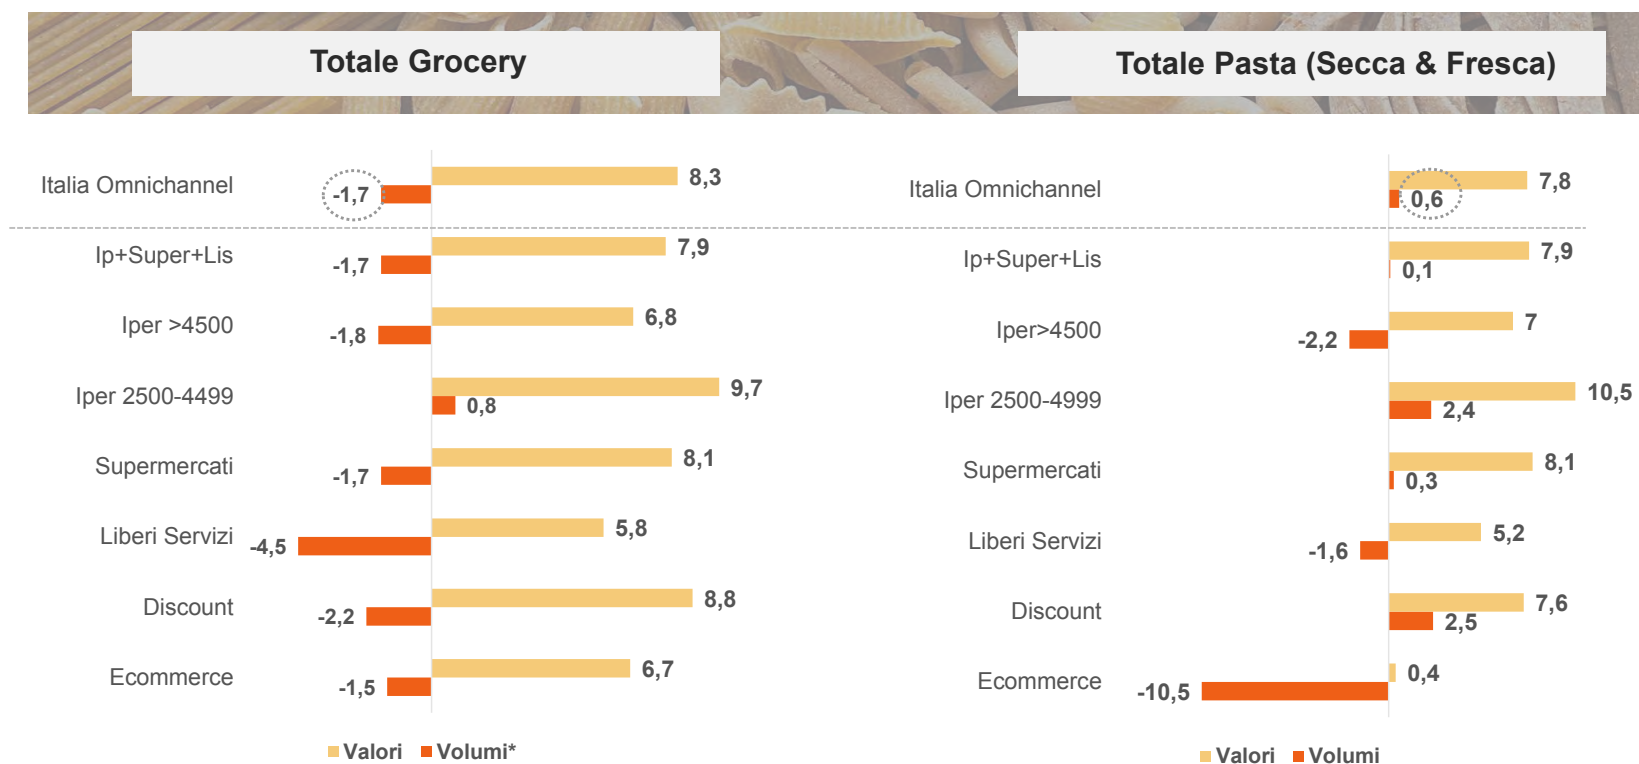 Totale Grocery
Italia Omnichannel
8,3
-1,7
Ip+Super+Lis
7,9
-1,7
Iper >4500
6,8
-1,8
Iper 2500-4499
9,7
0,8
Supermercati
8,1
-1,7
Liberi Servizi
5,8
-4,5
Discount
8,8
-2,2
Ecommerce
6,7
-1,5
Valori Volumi*
Totale Pasta (Secca & Fresca)
Italia Omnichannel
7,8
0,6
Ip+Super+Lis
7,9
0,1
Iper>4500
7
-2,2
Iper 2500-4999
10,5
2,4
Supermercati
8,1
0,3
Liberi Servizi
5,2
-1,6
Discount
7,6
2,5
Ecommerce
0,4
-10,5
Valori Volumi